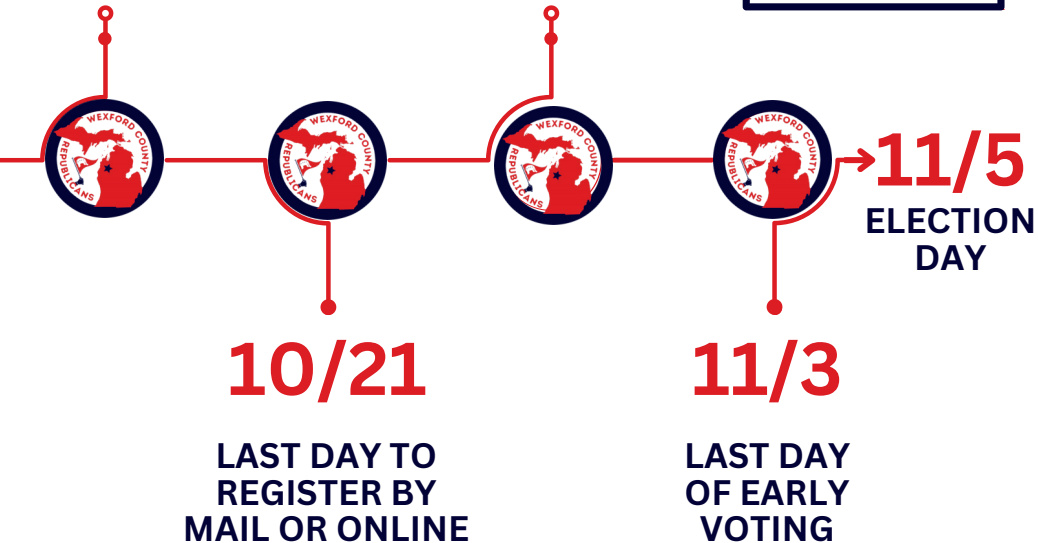 WEXFORD COUNTY
REPUBLICANS
WEXFORD COUNTY
REPUBLICANS
WEXFORD COUNTY
REPUBLICANS
WEXFORD COUNTY
REPUBLICANS
11/5
ELECTION
DAY
10/21
LAST DAY TO
REGISTER BY
MAIL OR ONLINE
11/3
LAST DAY
OF EARLY
VOTING